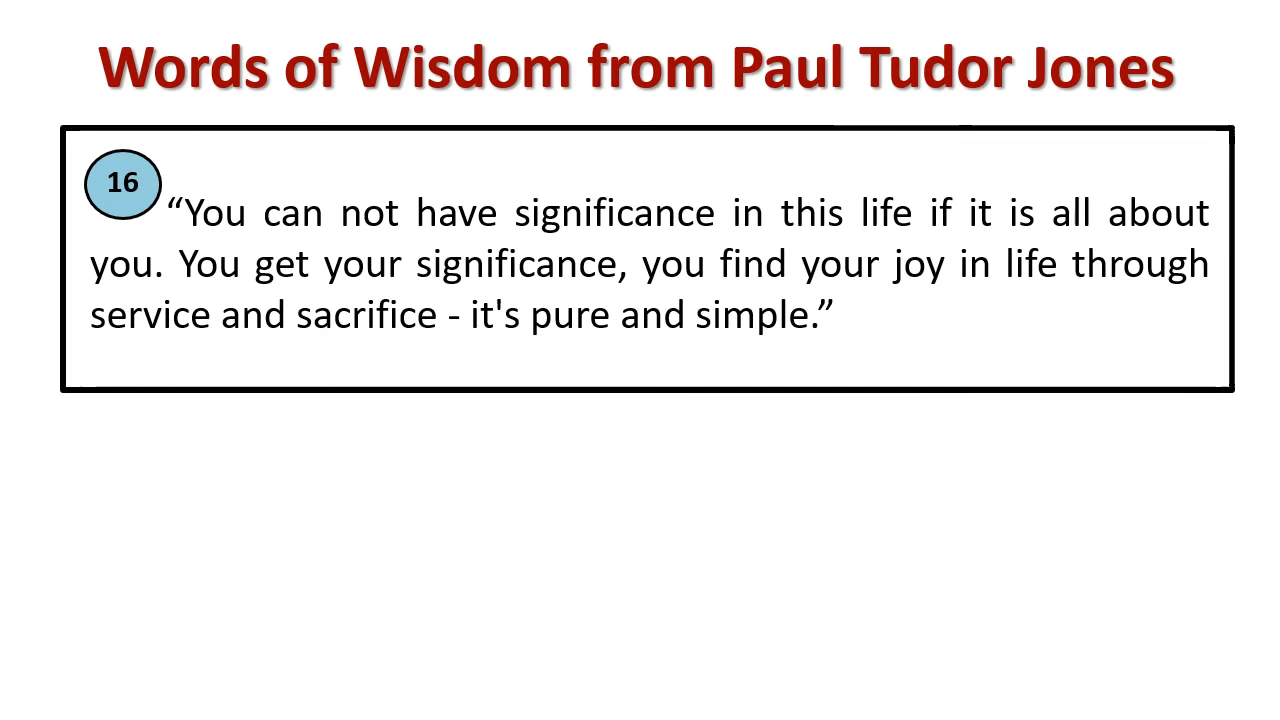 Words of Wisdom from Paul Tudor Jones
16
“You can not have significance in this life if it is all about
you. You get your significance, you find your joy in life through
service and sacrifice - it's pure and simple.”